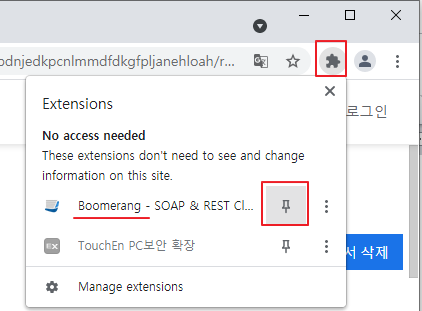 odnjedkpcnlmmdfdkgfpljanehloah/r...
로그인
Extensions
No access needed
These extensions don't need to see and change
information on this site.
Boomerang - SOAP & REST Cl...
TouchEn PC보안 확장
서 삭제
Manage extensions